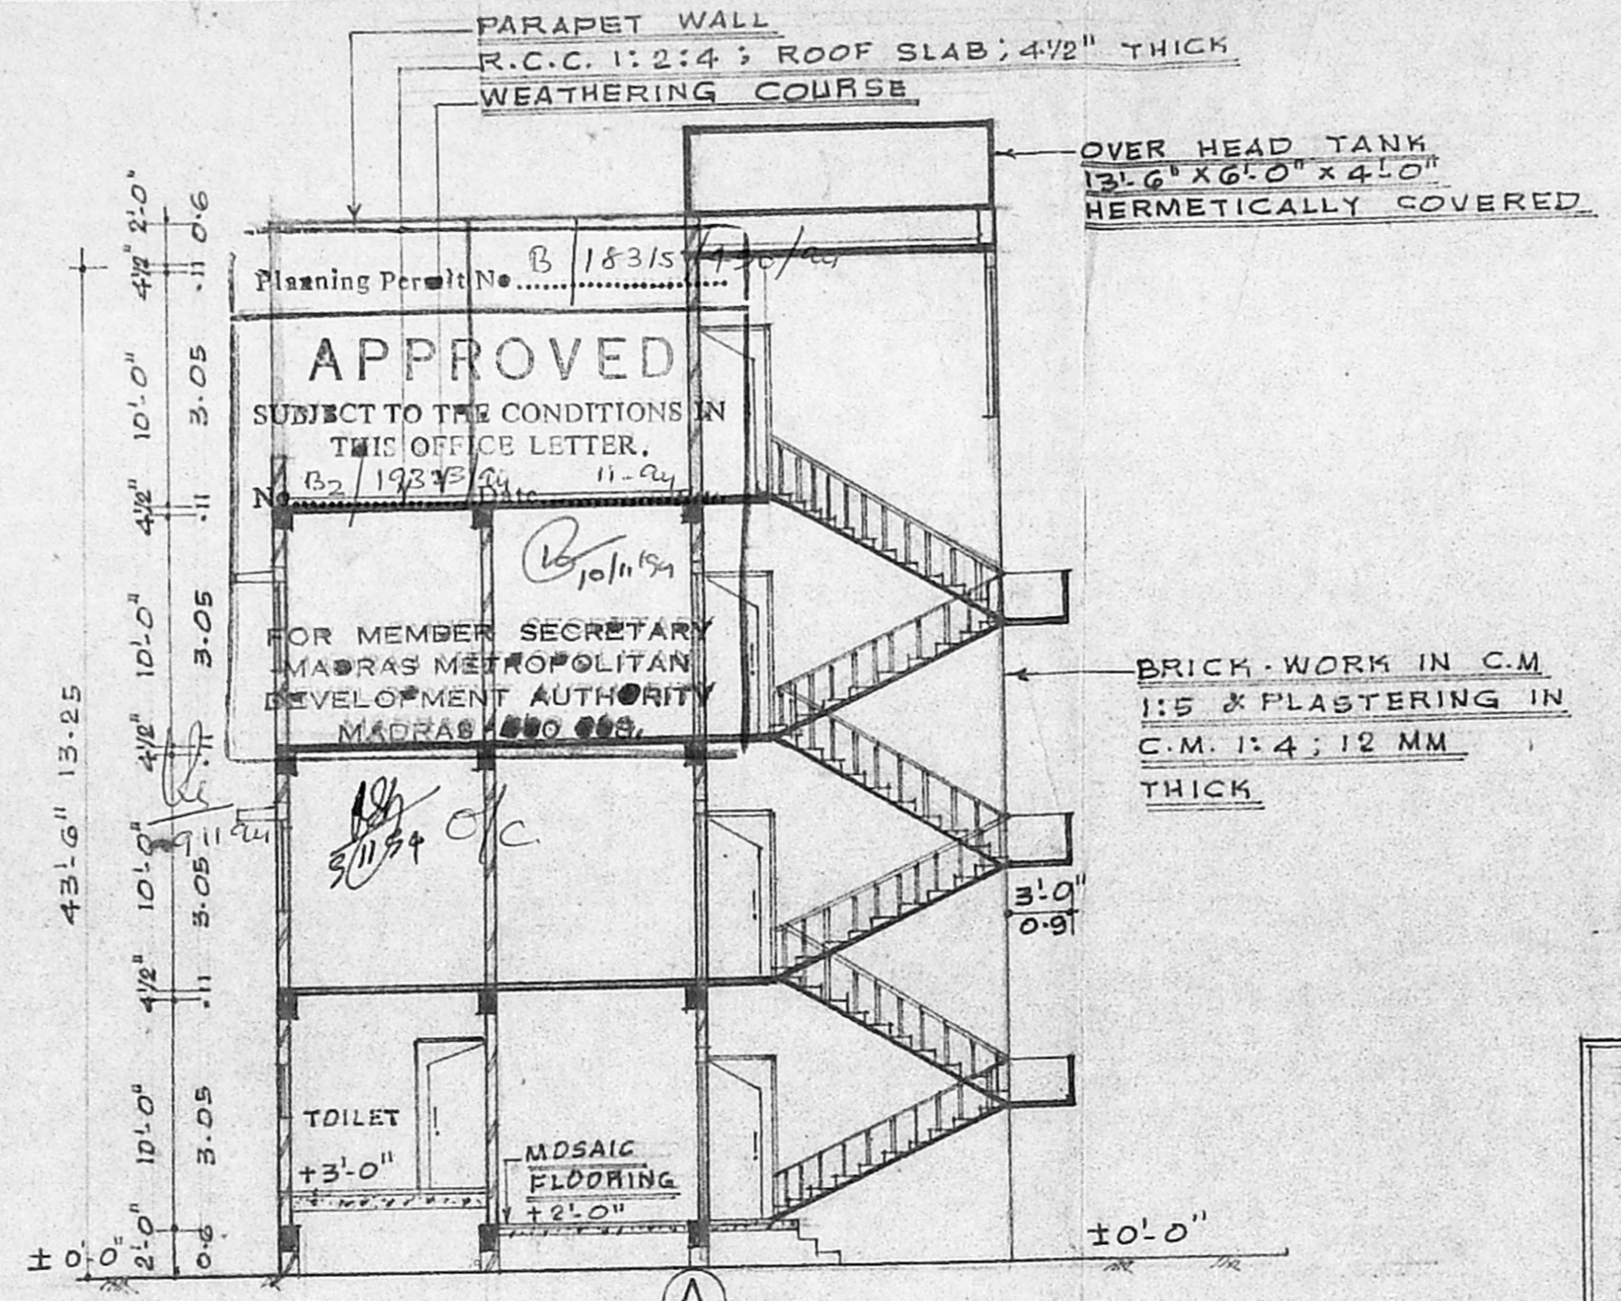 PARAPET WALL
R.C.C. 1:2:4 ; ROOF SLAB ; 4½" THICK
WEATHERING COURSE
OVER HEAD TANK
13'-6" X 6'-0" X 4'-0"
HERMETICALLY COVERED
2'-0" 0.6
4½" .11
10'-0" 3.05
4½" .11
10'-0" 3.05
4½" .11
10'-0" 3.05
4½" .11
10'-0" 3.05
2'-0" 0.6
43'-6" 13.25
± 0'-0"
Planning Permit No.
APPROVED
SUBJECT TO THE CONDITIONS IN
THIS OFFICE LETTER.
No Date
10/11/94
FOR MEMBER SECRETARY
MADRAS METROPOLITAN
DEVELOPMENT AUTHORITY
MADRAS
O/C
BRICK-WORK IN C.M
1:5 & PLASTERING IN
C.M. 1:4 ; 12 MM
THICK
3'-0"
0.91
TOILET
+3'-0"
MOSAIC
FLOORING
+2'-0"
±0'-0"
A